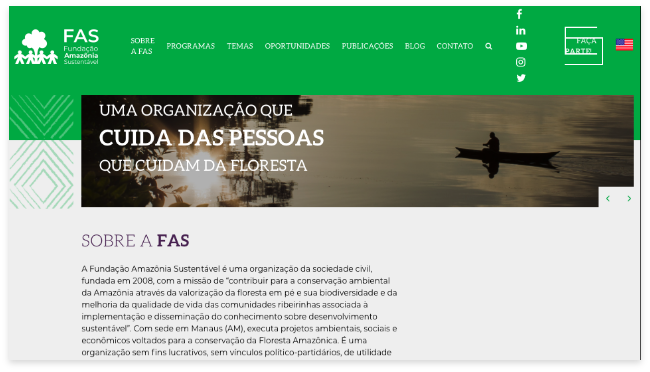 FAS
Fundação
Amazônia
Sustentável
SOBRE
A FAS
PROGRAMAS
TEMAS
OPORTUNIDADES
PUBLICAÇÕES
BLOG
CONTATO
FAÇA
PARTE!
UMA ORGANIZAÇÃO QUE
CUIDA DAS PESSOAS
QUE CUIDAM DA FLORESTA
SOBRE A FAS
A Fundação Amazônia Sustentável é uma organização da sociedade civil,
fundada em 2008, com a missão de “contribuir para a conservação ambiental
da Amazônia através da valorização da floresta em pé e sua biodiversidade e da
melhoria da qualidade de vida das comunidades ribeirinhas associada à
implementação e disseminação do conhecimento sobre desenvolvimento
sustentável”. Com sede em Manaus (AM), executa projetos ambientais, sociais e
econômicos voltados para a conservação da Floresta Amazônica. É uma
organização sem fins lucrativos, sem vínculos político-partidários, de utilidade